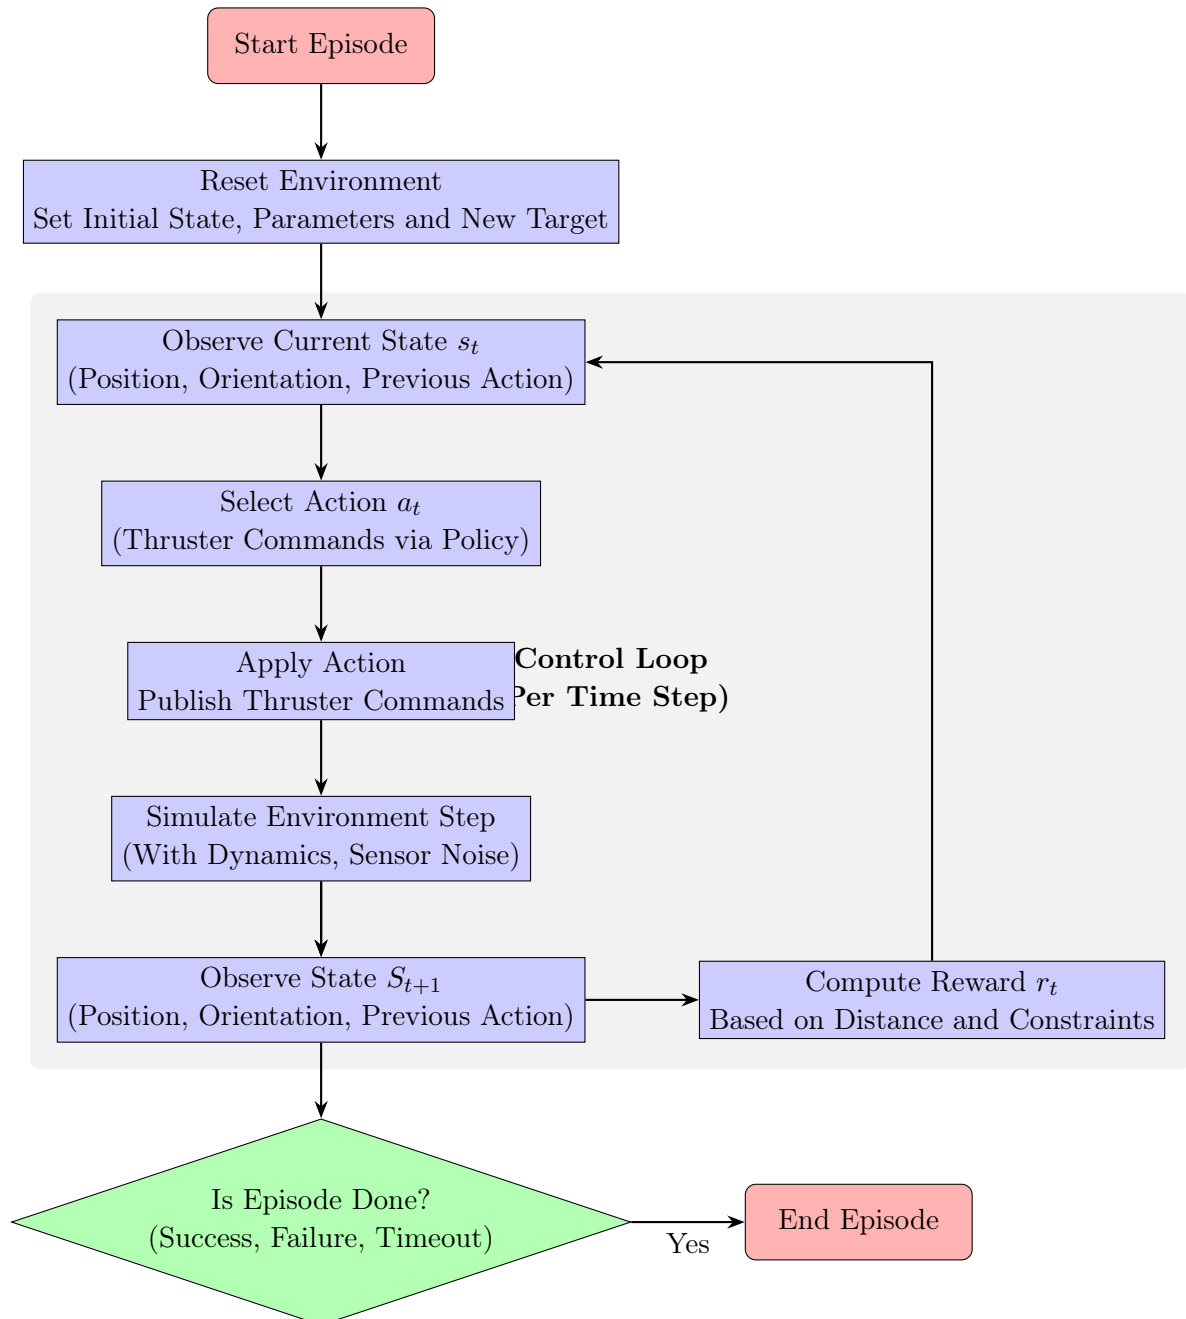 Start Episode
Reset Environment
Set Initial State, Parameters and New Target
Observe Current State s_t
(Position, Orientation, Previous Action)
Select Action a_t
(Thruster Commands via Policy)
Apply Action
Publish Thruster Commands
Control Loop
Per Time Step)
Simulate Environment Step
(With Dynamics, Sensor Noise)
Observe State S_{t+1}
(Position, Orientation, Previous Action)
Compute Reward r_t
Based on Distance and Constraints
Is Episode Done?
(Success, Failure, Timeout)
Yes
End Episode